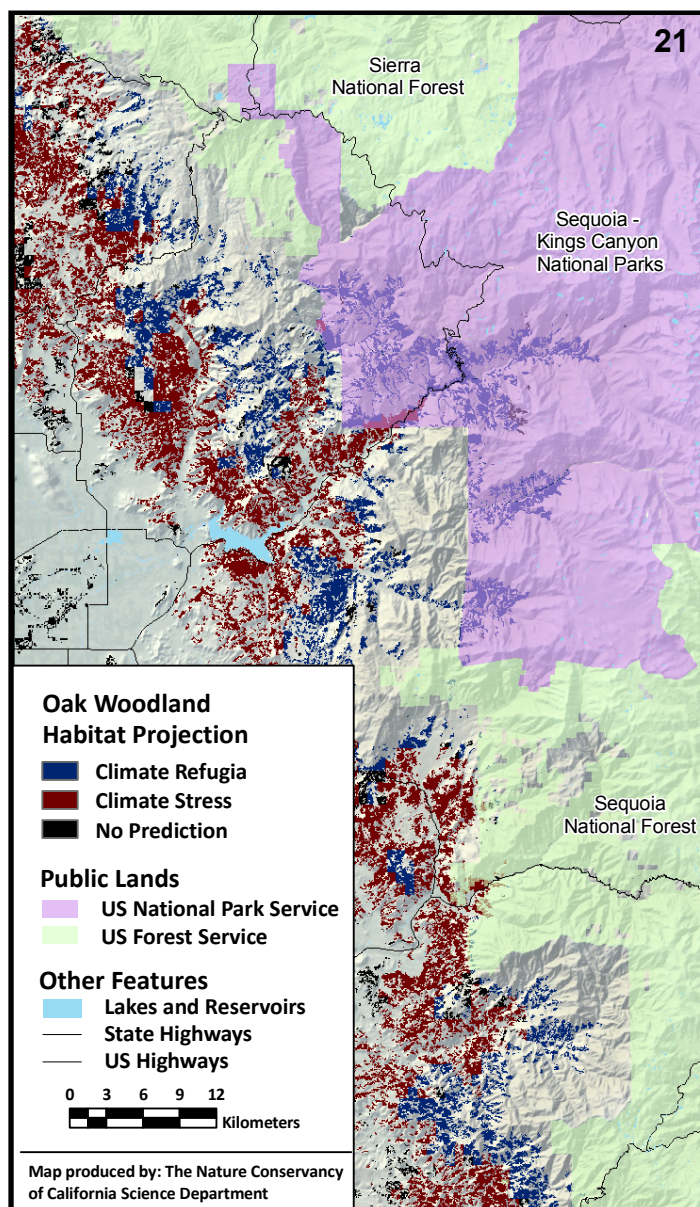 21
Sierra
National Forest
Sequoia -
Kings Canyon
National Parks
Oak Woodland
Habitat Projection
Climate Refugia
Climate Stress
No Prediction
Public Lands
US National Park Service
US Forest Service
Other Features
Lakes and Reservoirs
State Highways
US Highways
0 3 6 9 12
Kilometers
Map produced by: The Nature Conservancy
of California Science Department
Sequoia
National Forest